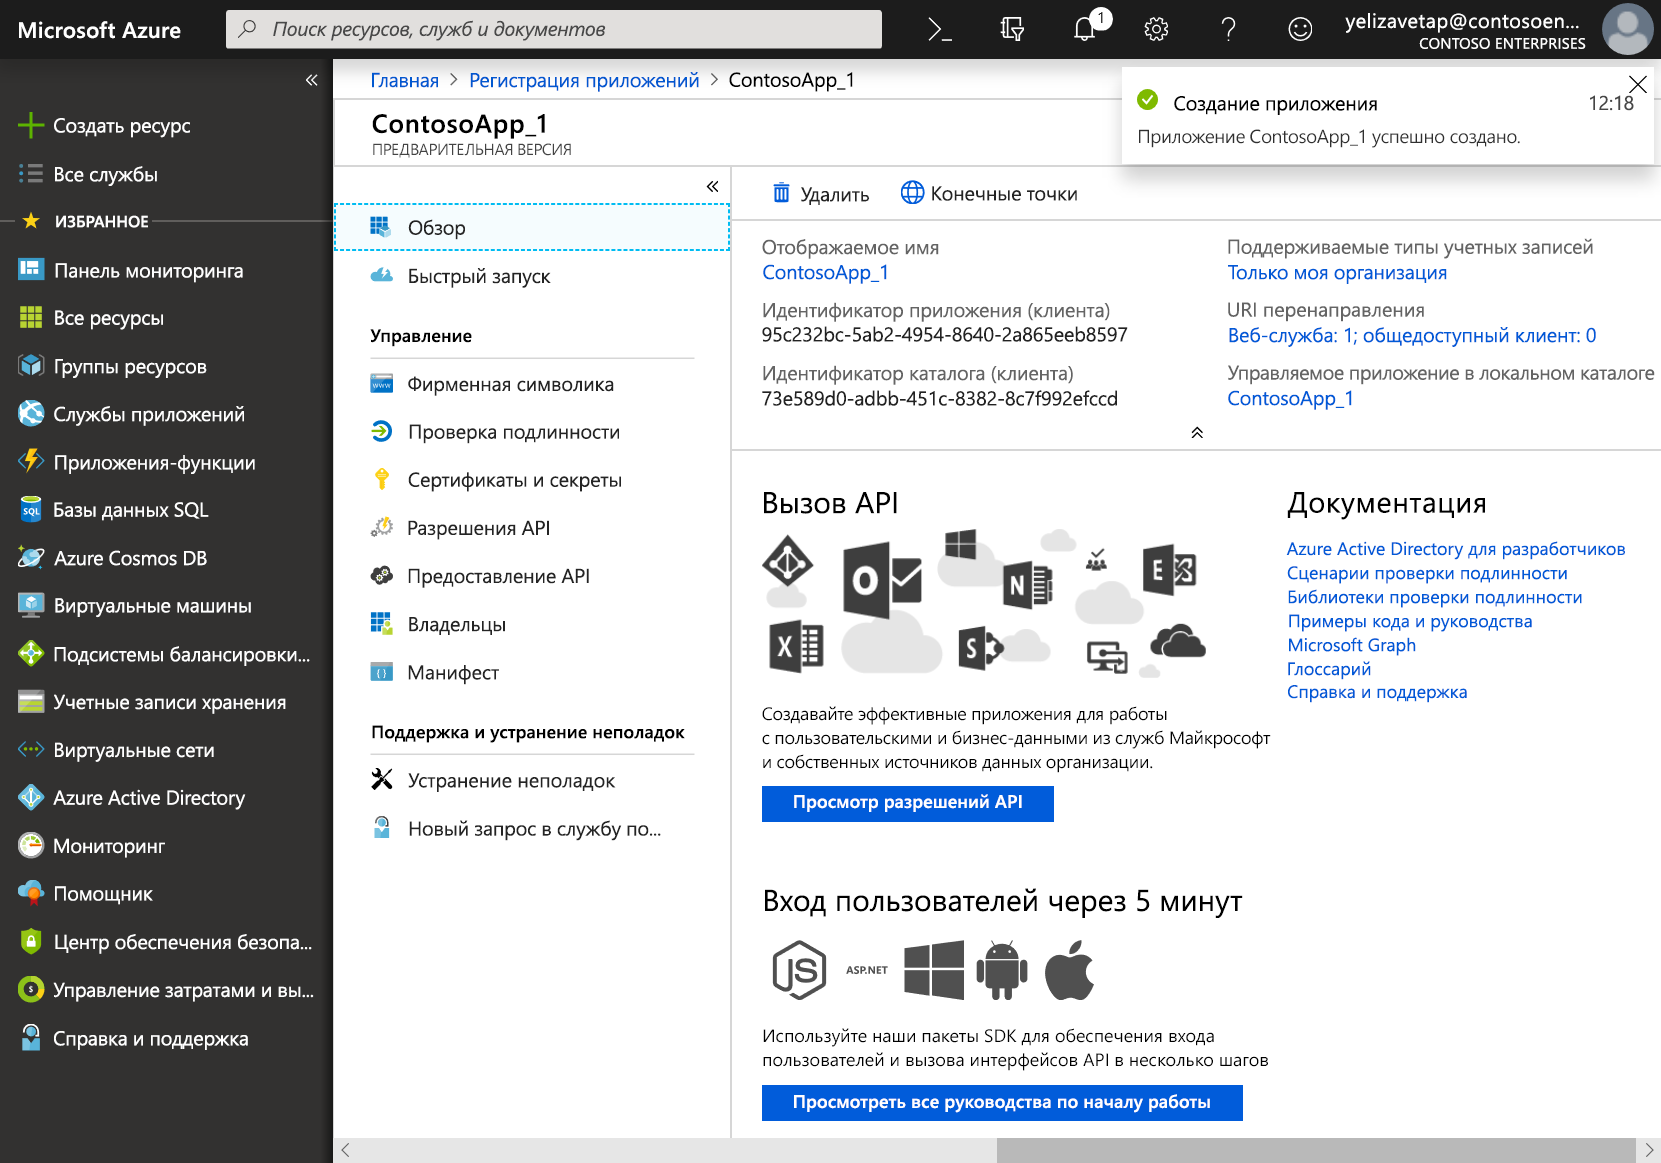 Microsoft Azure
Поиск ресурсов, служб и документов
1
yelizavetap@contosoen...
CONTOSO ENTERPRISES
Создать ресурс
Все службы
ИЗБРАННОЕ
Панель мониторинга
Все ресурсы
Группы ресурсов
Службы приложений
Приложения-функции
SQL
Базы данных SQL
Azure Cosmos DB
Виртуальные машины
Подсистемы балансировки...
Учетные записи хранения
Виртуальные сети
Azure Active Directory
Мониторинг
Помощник
Центр обеспечения безопа...
Управление затратами и вы...
Справка и поддержка
Главная > Регистрация приложений > ContosoApp_1
ContosoApp_1
ПРЕДВАРИТЕЛЬНАЯ ВЕРСИЯ
Создание приложения 12:18
Приложение ContosoApp_1 успешно создано.
Обзор
Быстрый запуск
Управление
Фирменная символика
Проверка подлинности
Сертификаты и секреты
Разрешения API
Предоставление API
Владельцы
Манифест
Поддержка и устранение неполадок
Устранение неполадок
Новый запрос в службу по...
Удалить
Конечные точки
Отображаемое имя
ContosoApp_1
Идентификатор приложения (клиента)
95c232bc-5ab2-4954-8640-2a865eeb8597
Идентификатор каталога (клиента)
73e589d0-adbb-451c-8382-8c7f992efccd
Поддерживаемые типы учетных записей
Только моя организация
URI перенаправления
Веб-служба: 1; общедоступный клиент: 0
Управляемое приложение в локальном каталоге
ContosoApp_1
Вызов API
Создавайте эффективные приложения для работы
с пользовательскими и бизнес-данными из служб Майкрософт
и собственных источников данных организации.
Просмотр разрешений API
Документация
Azure Active Directory для разработчиков
Сценарии проверки подлинности
Библиотеки проверки подлинности
Примеры кода и руководства
Microsoft Graph
Глоссарий
Справка и поддержка
Вход пользователей через 5 минут
JS
ASP.NET
Используйте наши пакеты SDK для обеспечения входа
пользователей и вызова интерфейсов API в несколько шагов
Просмотреть все руководства по началу работы